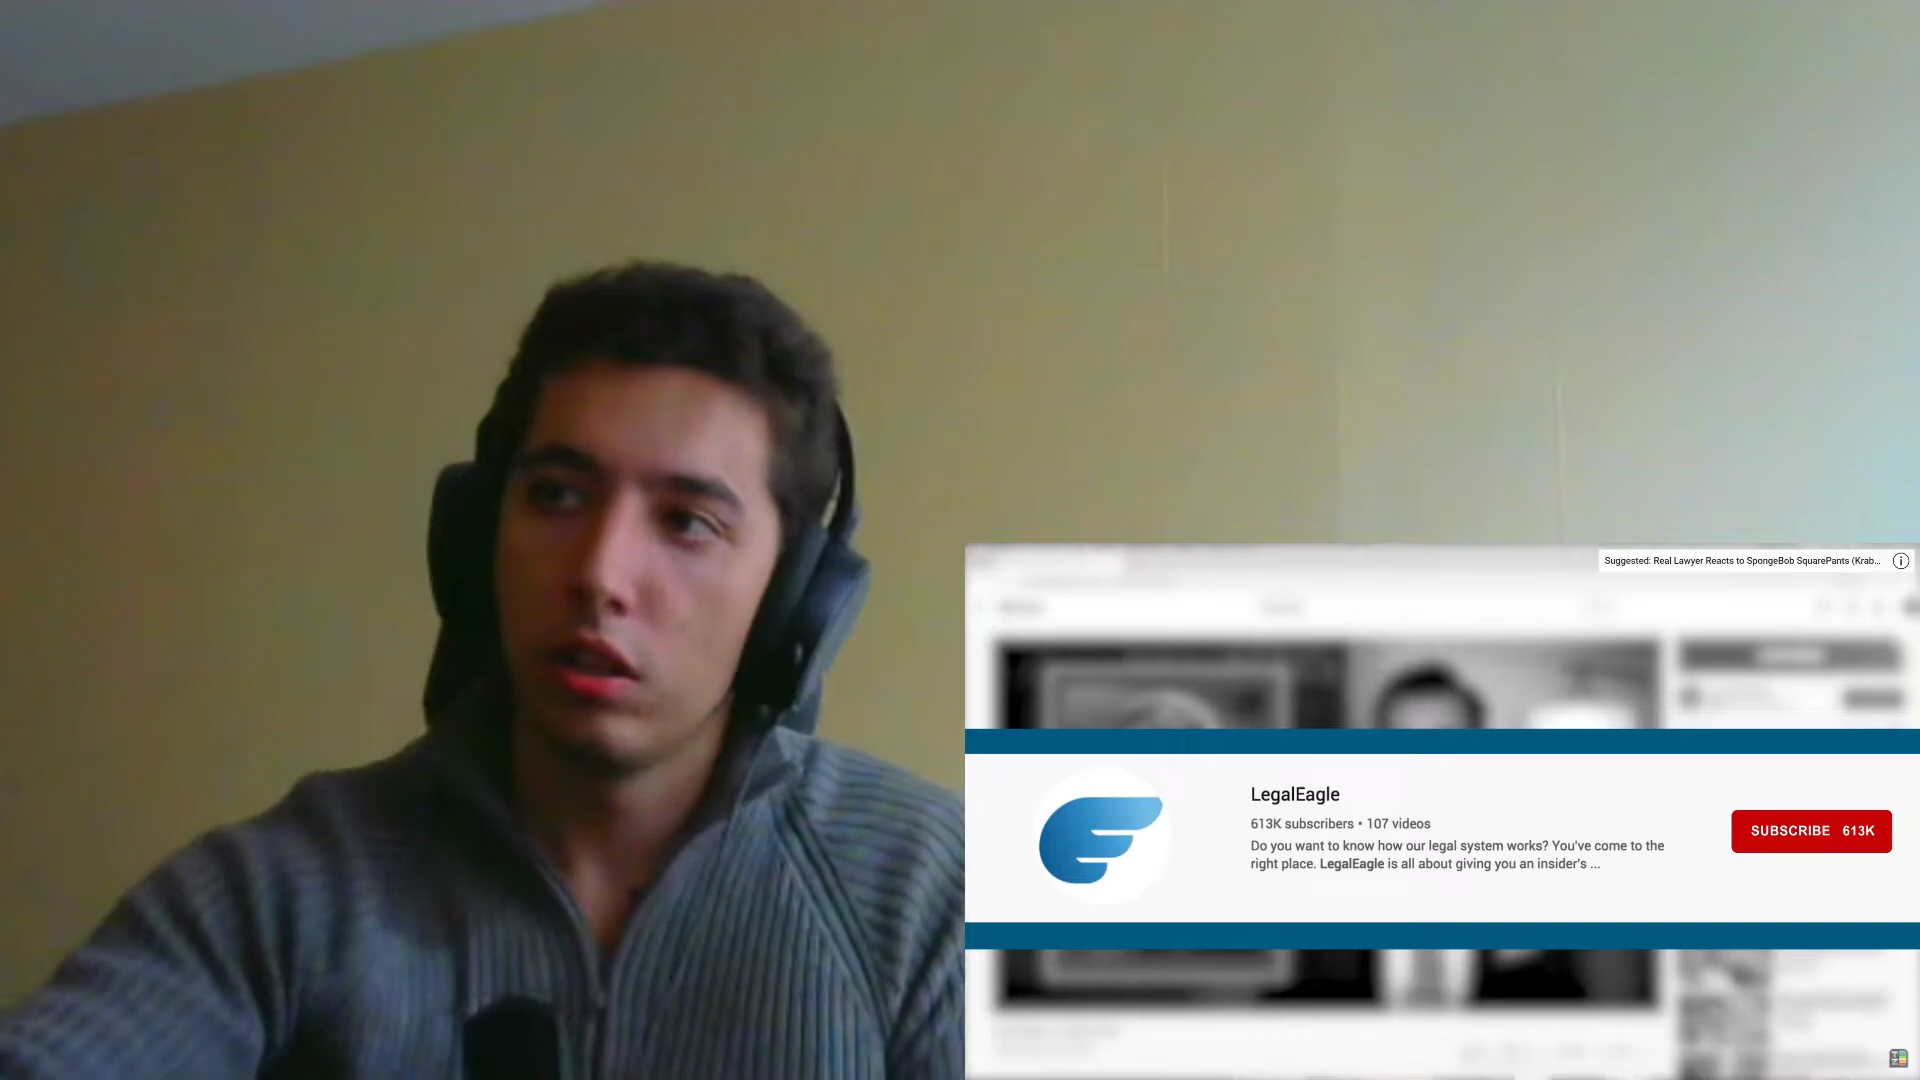 Suggested: Real Lawyer Reacts to SpongeBob SquarePants (Krab...
LegalEagle
613K subscribers • 107 videos
Do you want to know how our legal system works? You've come to the
right place. LegalEagle is all about giving you an insider's ...
SUBSCRIBE 613K